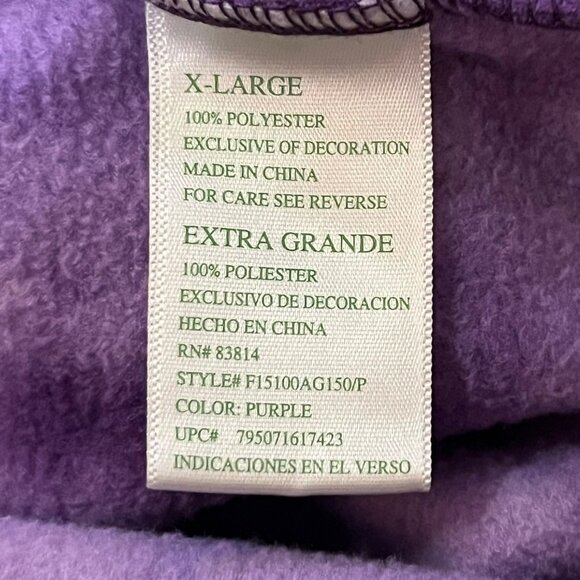 X-LARGE
100% POLYESTER
EXCLUSIVE OF DECORATION
MADE IN CHINA
FOR CARE SEE REVERSE
EXTRA GRANDE
100% POLIESTER
EXCLUSIVO DE DECORACION
HECHO EN CHINA
RN# 83814
STYLE# F15100AG150/P
COLOR: PURPLE
UPC# 795071617423
INDICACIONES EN EL VERSO